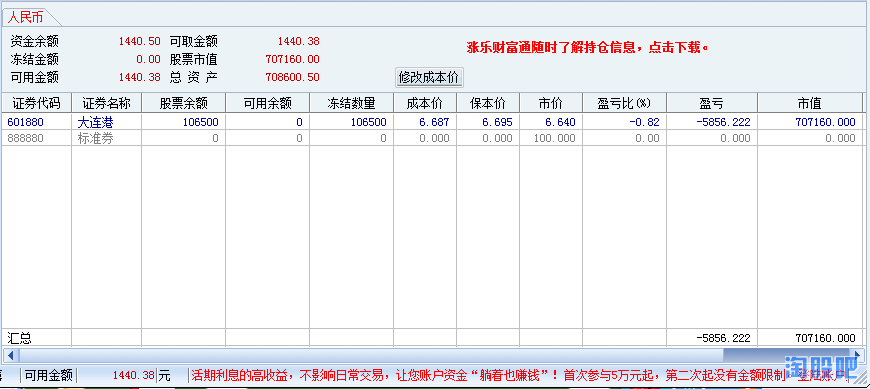 人民币
资金余额 1440.50 可取金额 1440.38
冻结金额 0.00 股票市值 707160.00
可用金额 1440.38 总 资 产 708600.50
张乐财富通随时了解持仓信息，点击下载。
修改成本价
证券代码 证券名称 股票余额 可用余额 冻结数量 成本价 保本价 市价 盈亏比(%) 盈亏 市值
601880 大连港 106500 0 106500 6.687 6.695 6.640 -0.82 -5856.222 707160.000
888880 标准券 0 0 0 0.000 0.000 100.000 0.00 0.000 0.000
汇总 -5856.222 707160.000
可用金额 1440.38 元 活期利息的高收益，不影响日常交易，让您账户资金“躺着也赚钱”！首次参与5万元起，第二次起没有金额限制
淘股吧